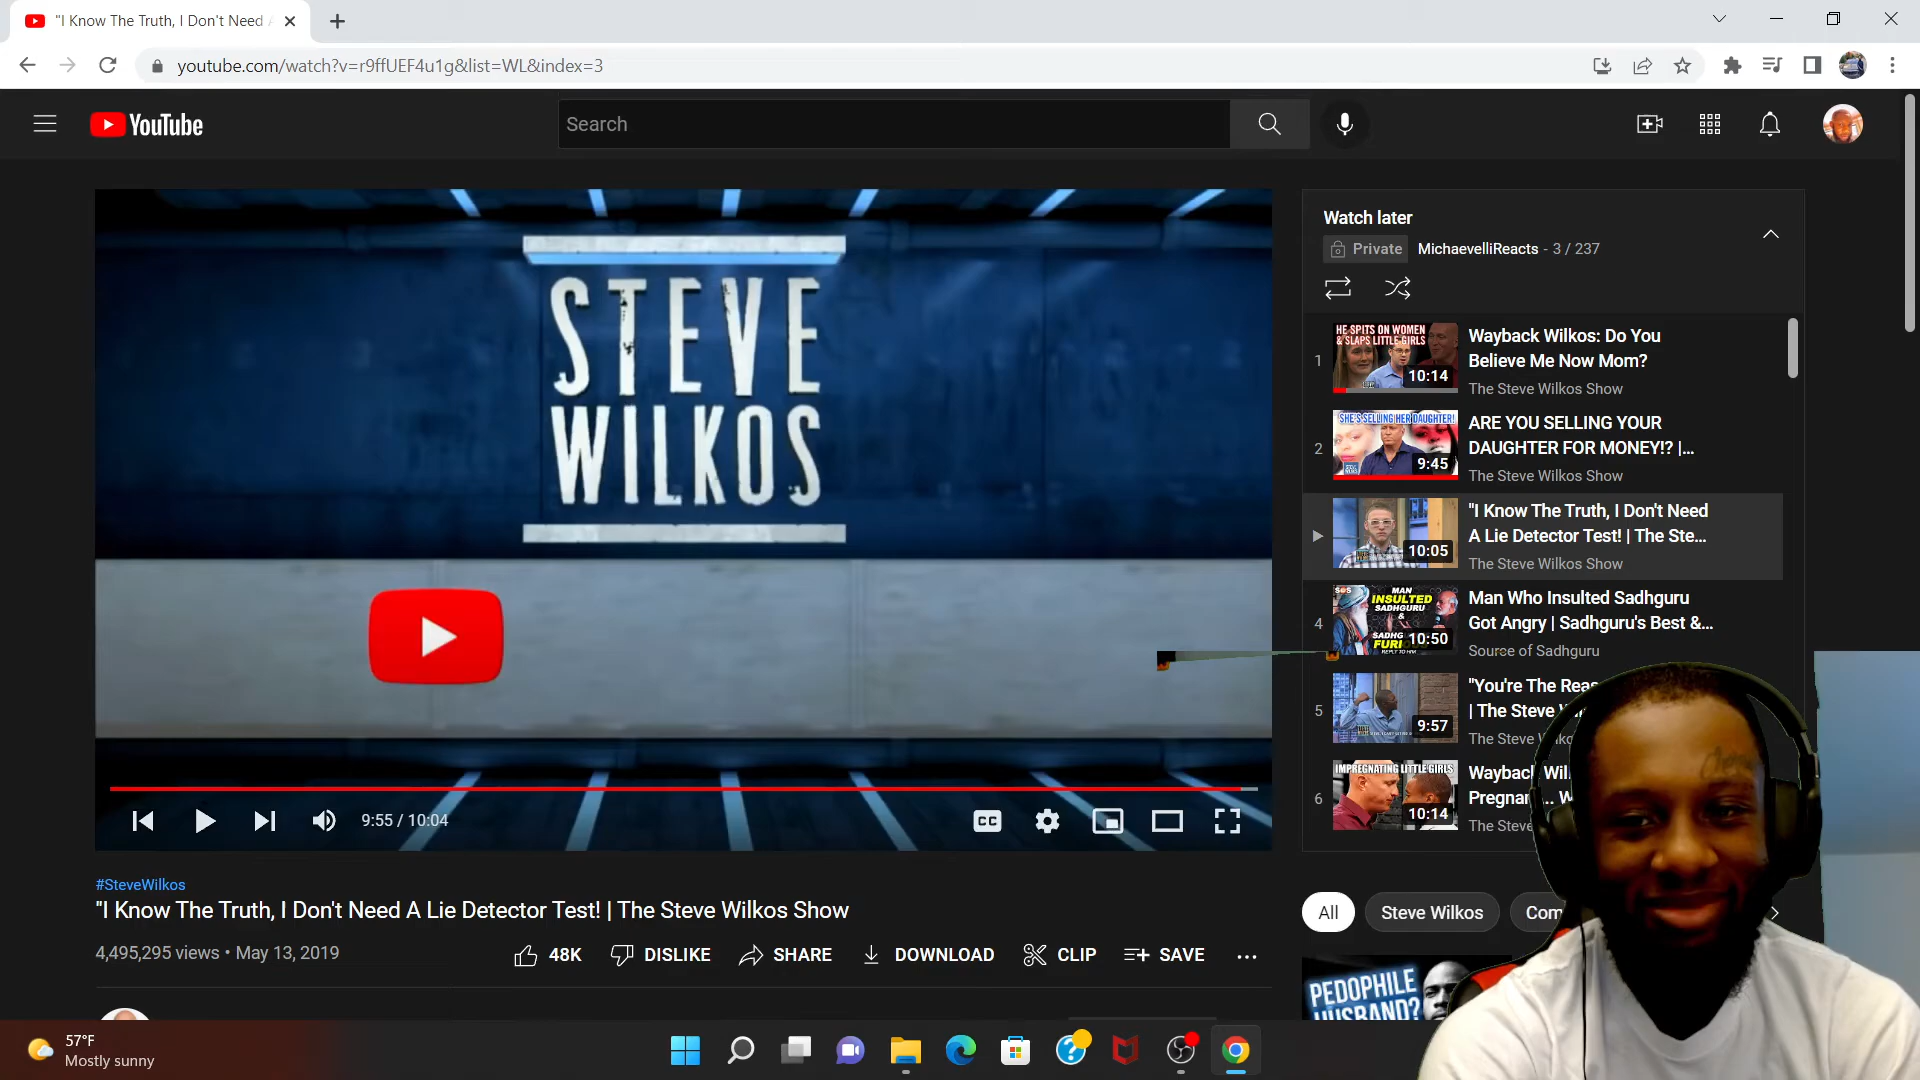 "I Know The Truth, I Don't Need
youtube.com/watch?v=r9ffUEF4u1g&list=WL&index=3
YouTube
Search
STEVE
WILKOS
9:55 / 10:04
CC
#SteveWilkos
"I Know The Truth, I Don't Need A Lie Detector Test! | The Steve Wilkos Show
4,495,295 views • May 13, 2019
48K
DISLIKE
SHARE
DOWNLOAD
CLIP
SAVE
Watch later
Private
MichaevelliReacts - 3 / 237
1
HE SPITS ON WOMEN
& SLAPS LITTLE GIRLS
10:14
Wayback Wilkos: Do You
Believe Me Now Mom?
The Steve Wilkos Show
2
SHE'S SELLING HER DAUGHTER!
9:45
ARE YOU SELLING YOUR
DAUGHTER FOR MONEY!? |...
The Steve Wilkos Show
10:05
"I Know The Truth, I Don't Need
A Lie Detector Test! | The Ste...
The Steve Wilkos Show
4
SOS
MAN
INSULTED
SADHGURU
&
10:50
Man Who Insulted Sadhguru
Got Angry | Sadhguru's Best &...
Source of Sadhguru
5
9:57
"You're The Rea
| The Steve
The Steve
6
IMPREGNATING LITTLE GIRLS
10:14
Wayback Wil
Pregnan...
The Steve
All
Steve Wilkos
Com
PEDOPHILE
HUSBAND?
57°F
Mostly sunny